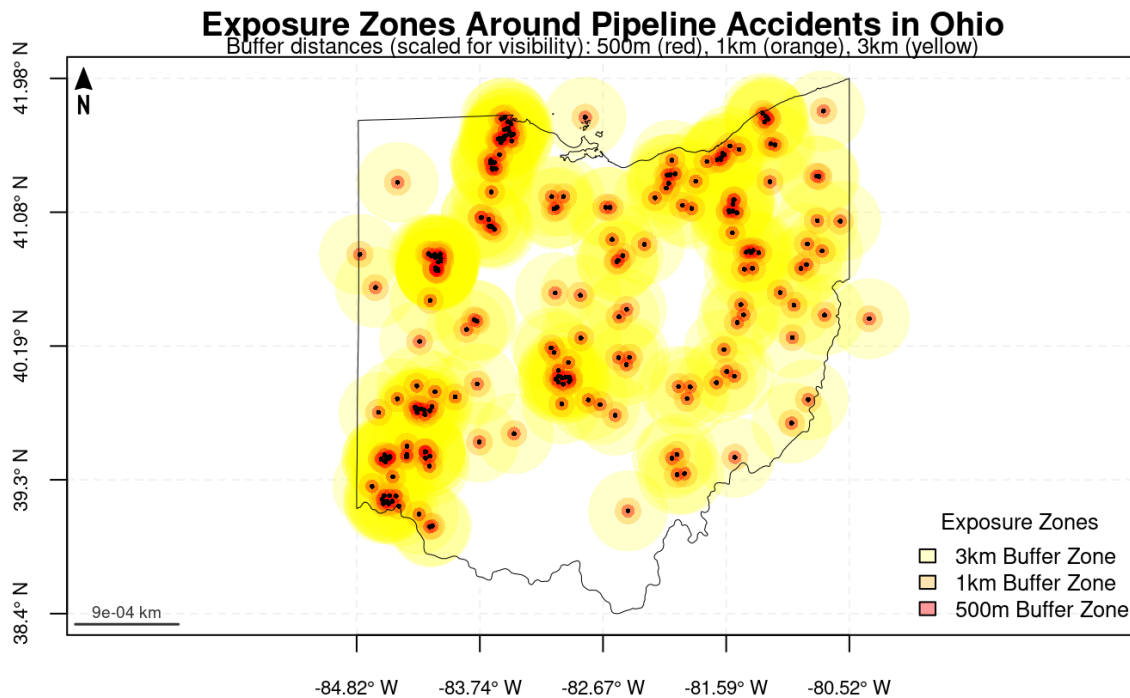 Exposure Zones Around Pipeline Accidents in Ohio
Buffer distances (scaled for visibility): 500m (red), 1km (orange), 3km (yellow)
41.98° N
41.08° N
40.19° N
39.3° N
38.4° N
N
Exposure Zones
3km Buffer Zone
1km Buffer Zone
500m Buffer Zone
9e-04 km
-84.82° W
-83.74° W
-82.67° W
-81.59° W
-80.52° W